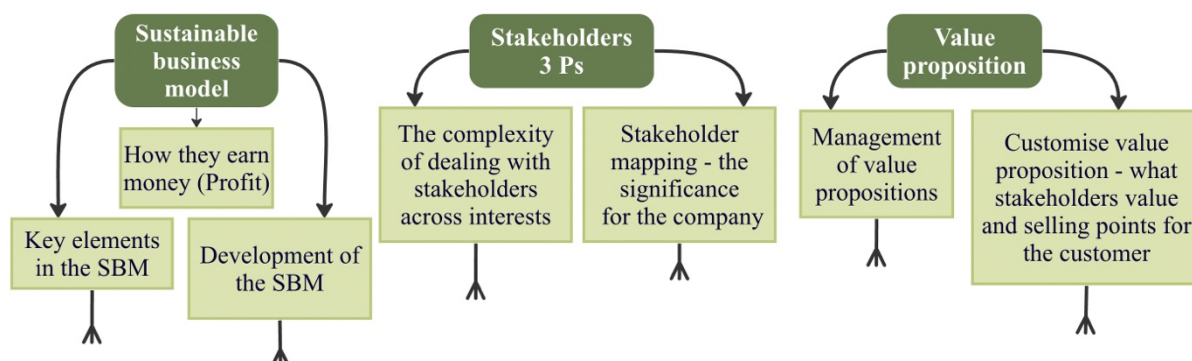 Sustainable
business
model
How they earn
money (Profit)
Key elements
in the SBM
Development of
the SBM
Stakeholders
3 Ps
The complexity
of dealing with
stakeholders
across interests
Stakeholder
mapping - the
significance
for the company
Value
proposition
Management
of value
propositions
Customise value
proposition - what
stakeholders value
and selling points for
the customer